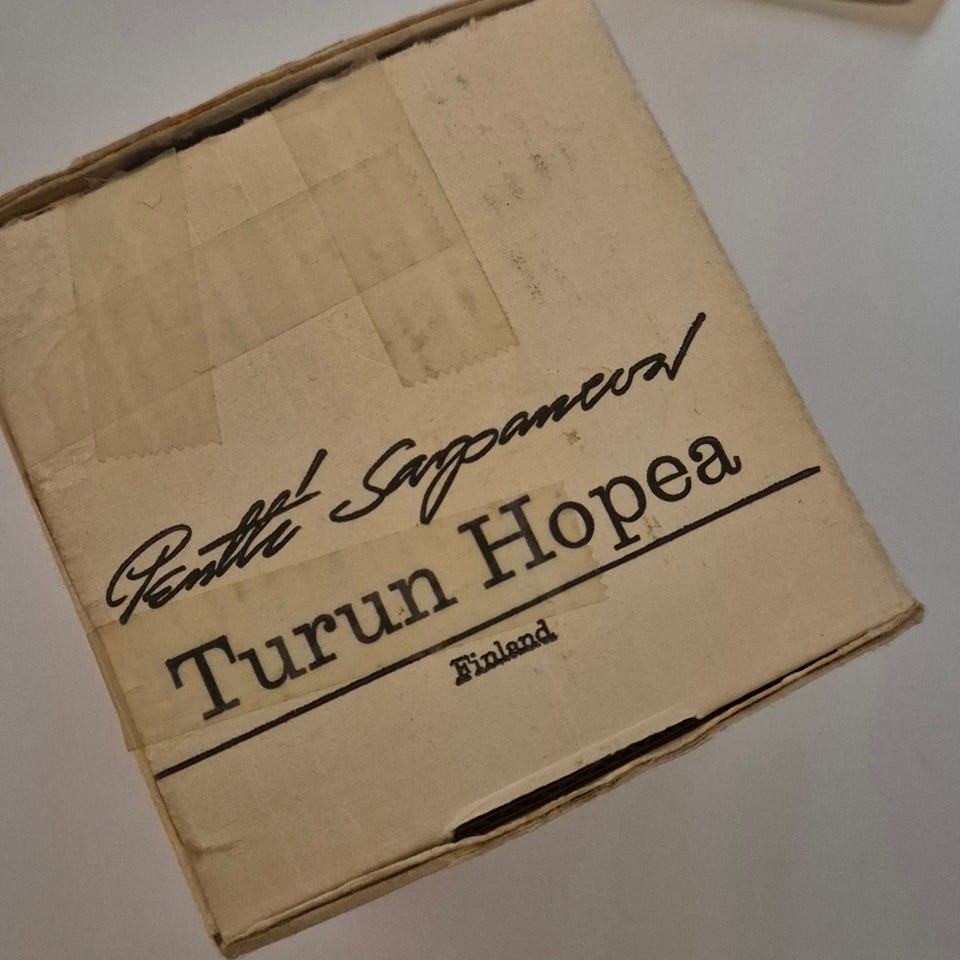 Pentti Sarpaneva
Turun Hopea
Finland